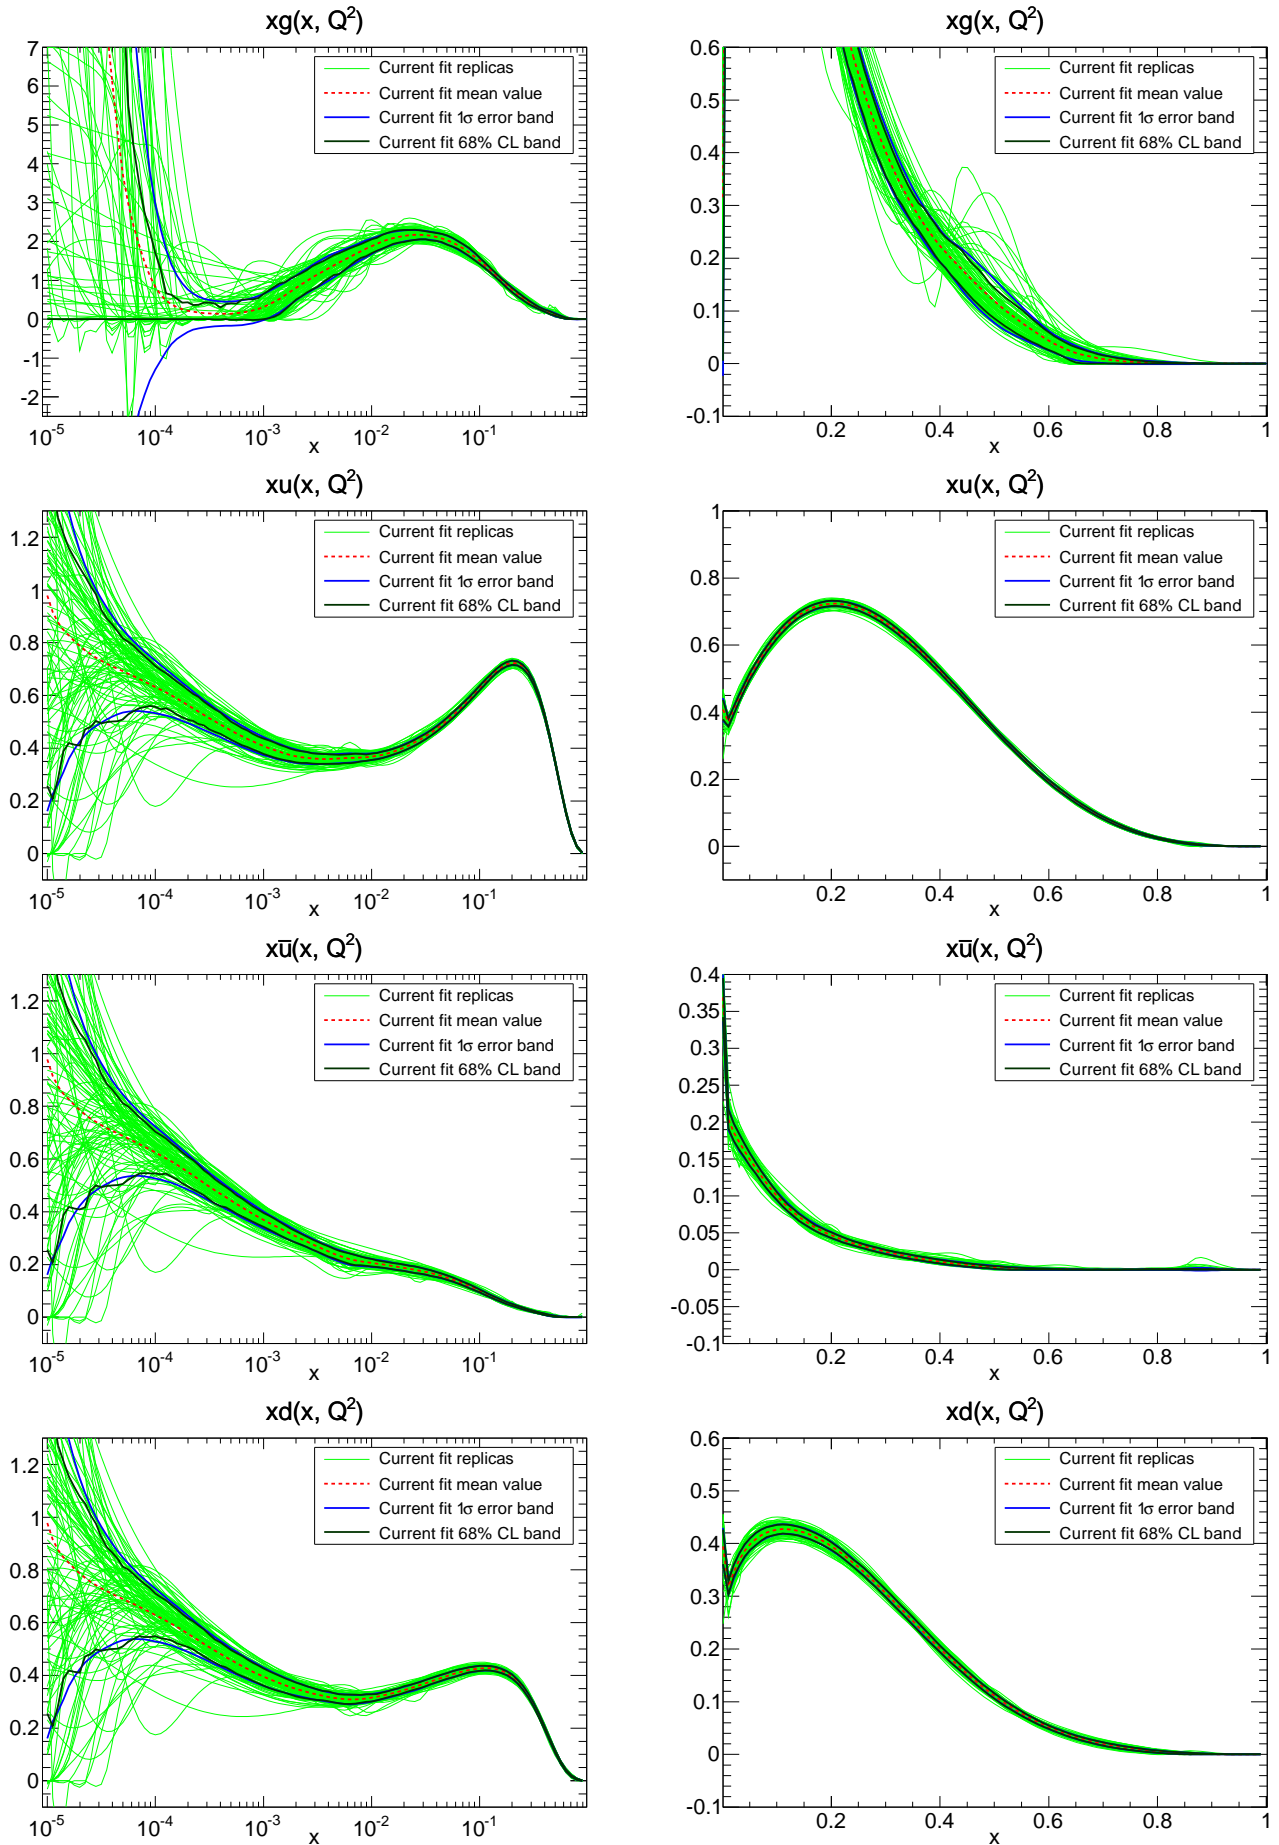 xg(x, Q²)
7
6
5
4
3
2
1
0
-1
-2
Current fit replicas
Current fit mean value
Current fit 1σ error band
Current fit 68% CL band
10⁻⁵ 10⁻⁴ 10⁻³ 10⁻² 10⁻¹
x
xg(x, Q²)
0.6
0.5
0.4
0.3
0.2
0.1
0
-0.1
Current fit replicas
Current fit mean value
Current fit 1σ error band
Current fit 68% CL band
0.2 0.4 0.6 0.8 1
x
xu(x, Q²)
1.2
1
0.8
0.6
0.4
0.2
0
Current fit replicas
Current fit mean value
Current fit 1σ error band
Current fit 68% CL band
10⁻⁵ 10⁻⁴ 10⁻³ 10⁻² 10⁻¹
x
xu(x, Q²)
1
0.8
0.6
0.4
0.2
0
Current fit replicas
Current fit mean value
Current fit 1σ error band
Current fit 68% CL band
0.2 0.4 0.6 0.8 1
x
xu̅(x, Q²)
1.2
1
0.8
0.6
0.4
0.2
0
Current fit replicas
Current fit mean value
Current fit 1σ error band
Current fit 68% CL band
10⁻⁵ 10⁻⁴ 10⁻³ 10⁻² 10⁻¹
x
xu̅(x, Q²)
0.4
0.35
0.3
0.25
0.2
0.15
0.1
0.05
0
-0.05
-0.1
Current fit replicas
Current fit mean value
Current fit 1σ error band
Current fit 68% CL band
0.2 0.4 0.6 0.8 1
x
xd(x, Q²)
1.2
1
0.8
0.6
0.4
0.2
0
Current fit replicas
Current fit mean value
Current fit 1σ error band
Current fit 68% CL band
10⁻⁵ 10⁻⁴ 10⁻³ 10⁻² 10⁻¹
x
xd(x, Q²)
0.6
0.5
0.4
0.3
0.2
0.1
0
-0.1
Current fit replicas
Current fit mean value
Current fit 1σ error band
Current fit 68% CL band
0.2 0.4 0.6 0.8 1
x